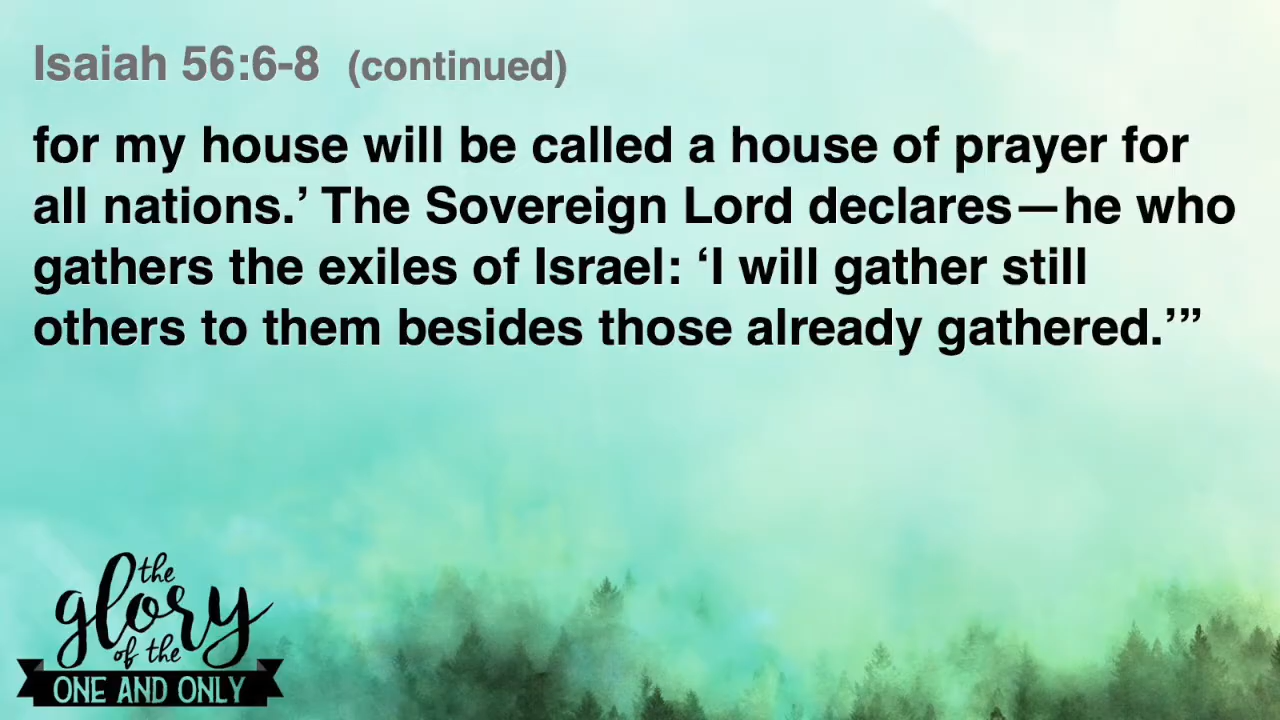 Isaiah 56:6-8 (continued)
for my house will be called a house of prayer for
all nations.’ The Sovereign Lord declares—he who
gathers the exiles of Israel: ‘I will gather still
others to them besides those already gathered.’”
the
glory
of the
ONE AND ONLY